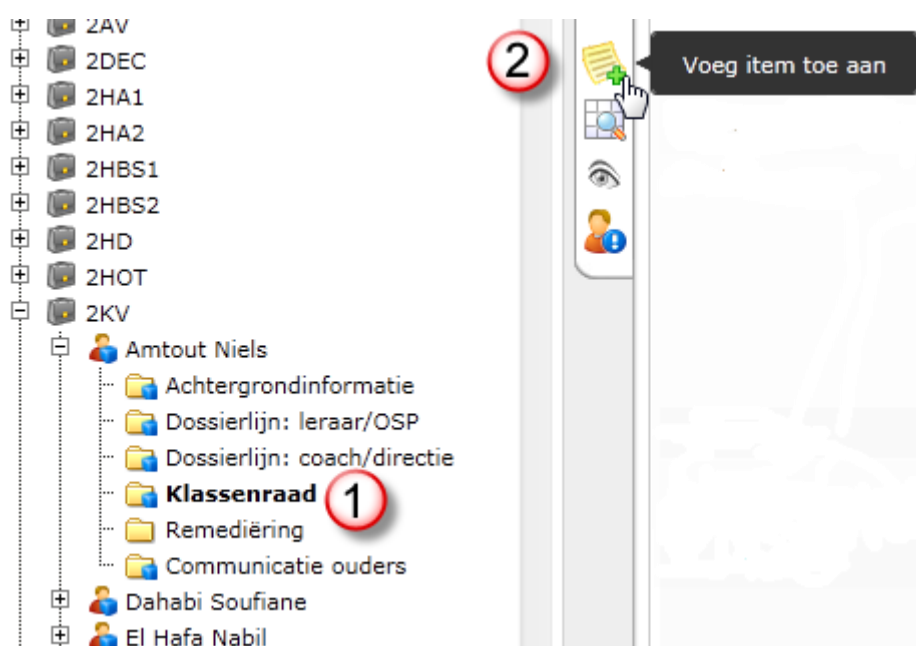 2AV
2DEC
2HA1
2HA2
2HBS1
2HBS2
2HD
2HOT
2KV
Amtout Niels
Achtergrondinformatie
Dossierlijn: leraar/OSP
Dossierlijn: coach/directie
Klassenraad 1
Remediëring
Communicatie ouders
Dahabi Soufiane
El Hafa Nabil
2 Voeg item toe aan